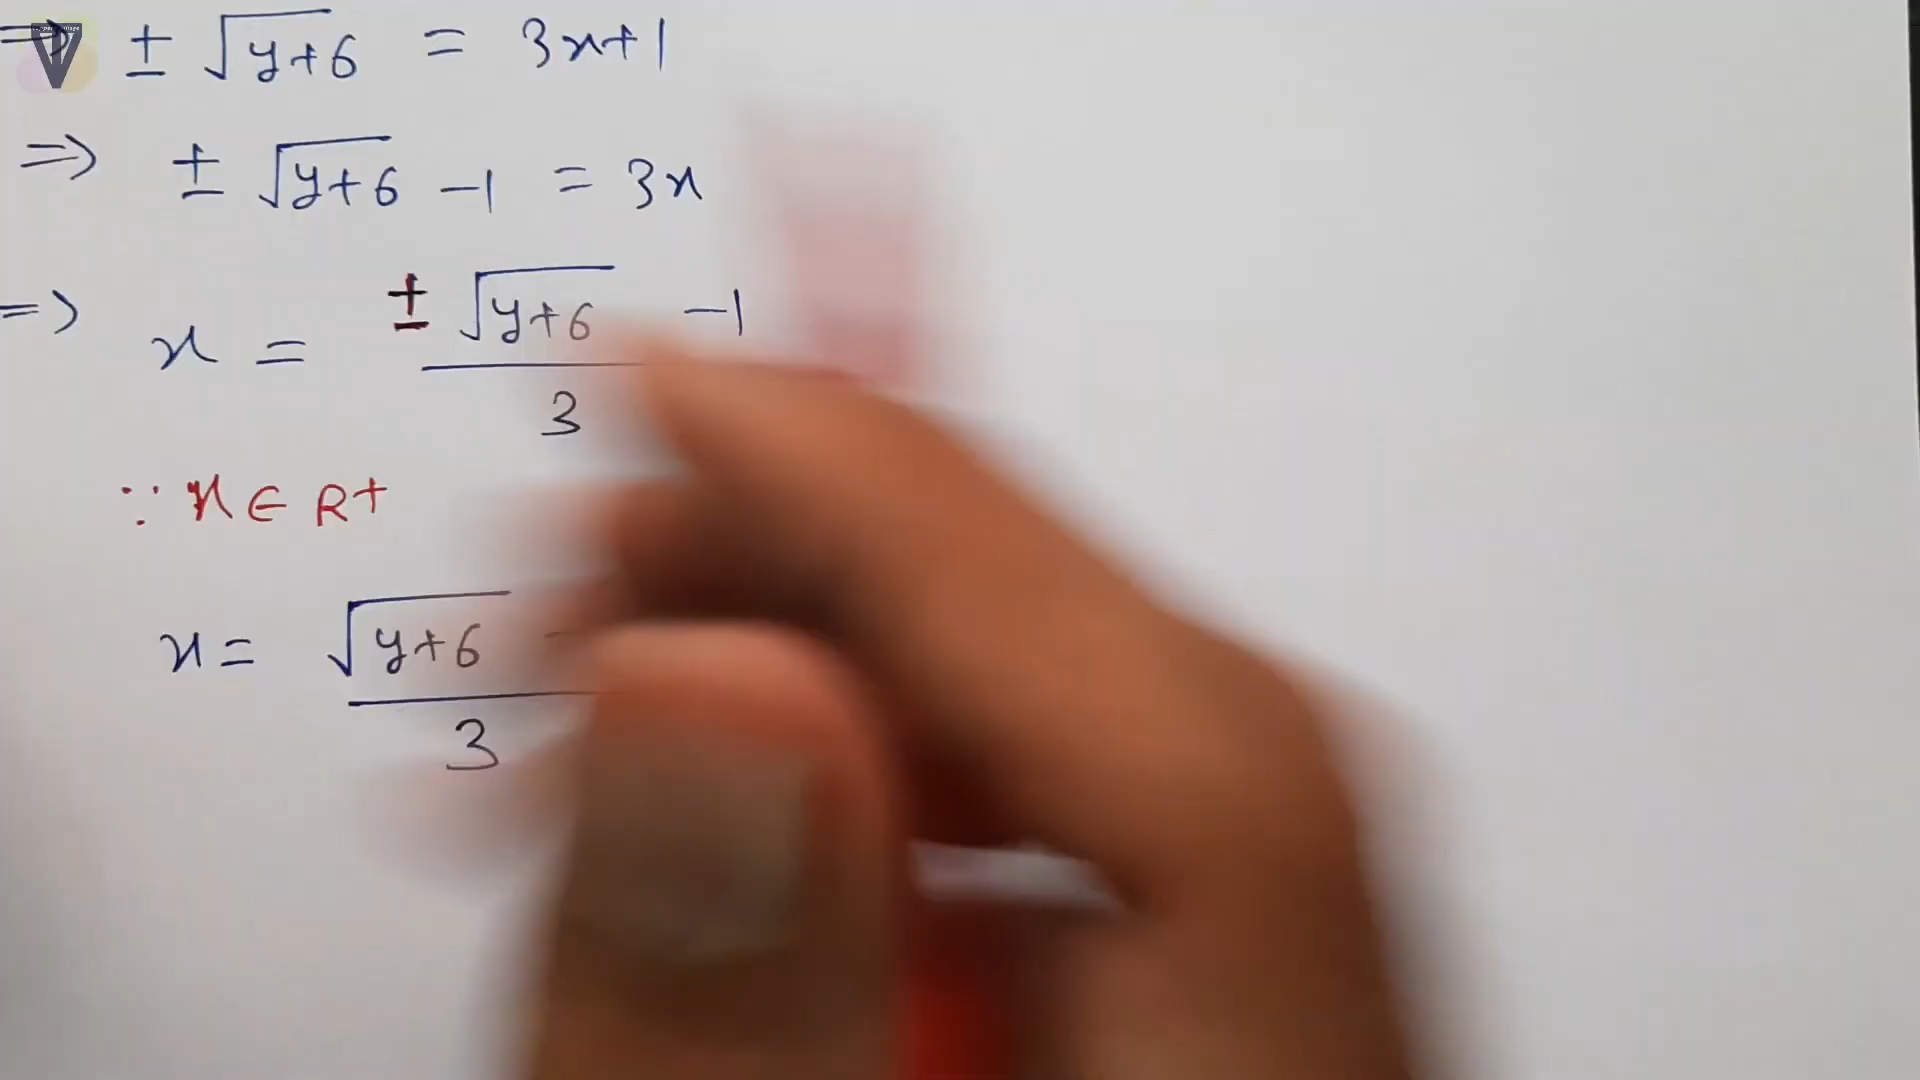 => ± √y+6 = 3x+1
=> ± √y+6 -1 = 3x
=> x = ± √y+6 -1 / 3
∵ x ∈ R+
x = √y+6 - / 3